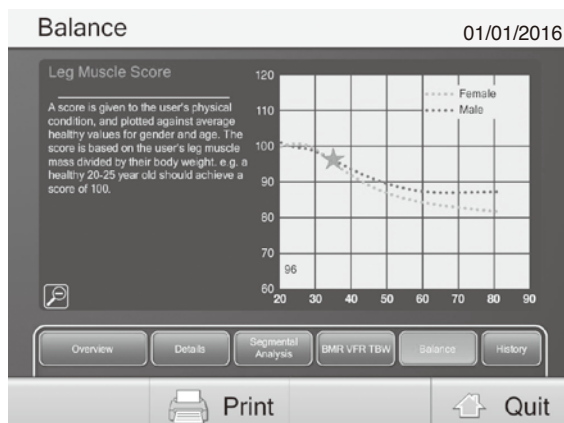 Balance
01/01/2016
Leg Muscle Score
A score is given to the user's physical
condition, and plotted against average
healthy values for gender and age. The
score is based on the user's leg muscle
mass divided by their body weight. e.g. a
healthy 20-25 year old should achieve a
score of 100.
120
110
100
90
80
70
60
Female
Male
96
20 30 40 50 60 70 80 90
Overview
Details
Segmental
Analysis
BMR VFR TBW
Balance
History
Print
Quit